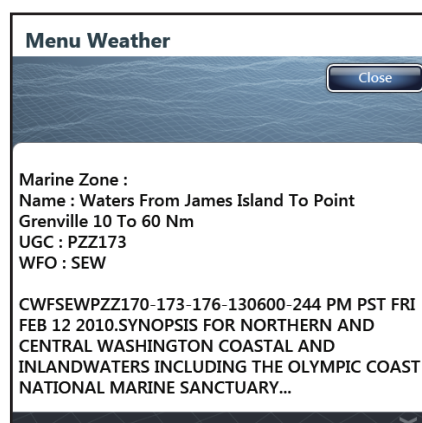 Menu Weather
Close
Marine Zone :
Name : Waters From James Island To Point
Grenville 10 To 60 Nm
UGC : PZZ173
WFO : SEW
CWFSEWPZZ170-173-176-130600-244 PM PST FRI
FEB 12 2010.SYNOPSIS FOR NORTHERN AND
CENTRAL WASHINGTON COASTAL AND
INLANDWATERS INCLUDING THE OLYMPIC COAST
NATIONAL MARINE SANCTUARY...